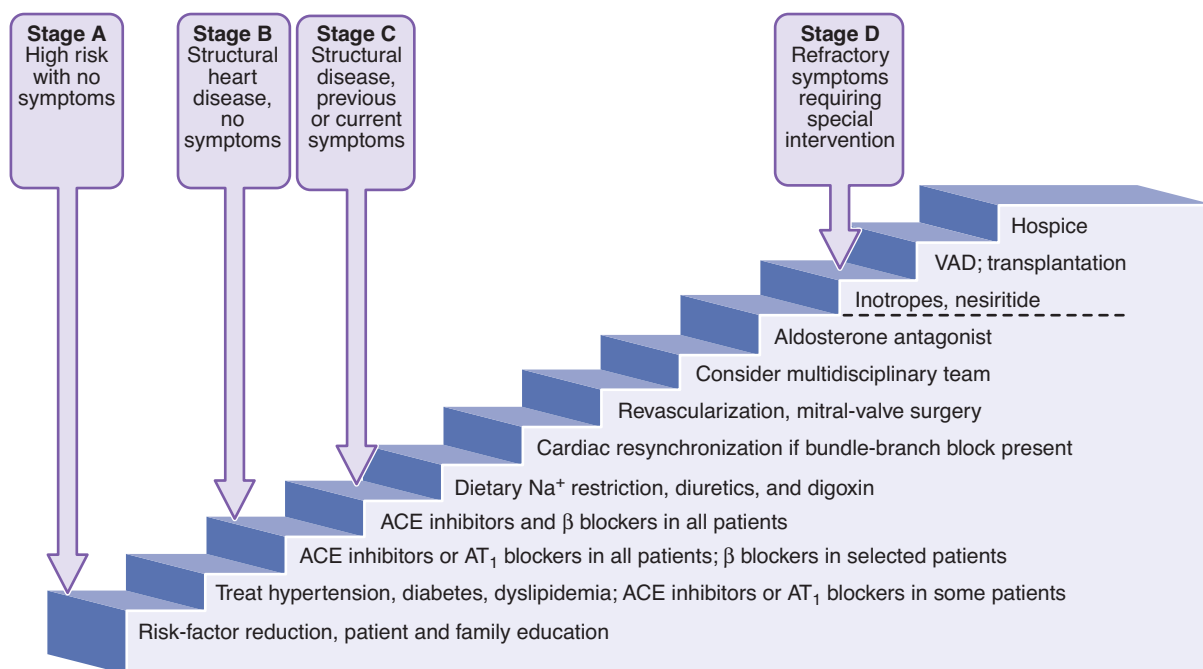 Stage A
High risk
with no
symptoms
Stage B
Structural
heart
disease,
no
symptoms
Stage C
Structural
disease,
previous
or current
symptoms
Stage D
Refractory
symptoms
requiring
special
intervention
Hospice
VAD; transplantation
Inotropes, nesiritide
Aldosterone antagonist
Consider multidisciplinary team
Revascularization, mitral-valve surgery
Cardiac resynchronization if bundle-branch block present
Dietary Na⁺ restriction, diuretics, and digoxin
ACE inhibitors and β blockers in all patients
ACE inhibitors or AT₁ blockers in all patients; β blockers in selected patients
Treat hypertension, diabetes, dyslipidemia; ACE inhibitors or AT₁ blockers in some patients
Risk-factor reduction, patient and family education